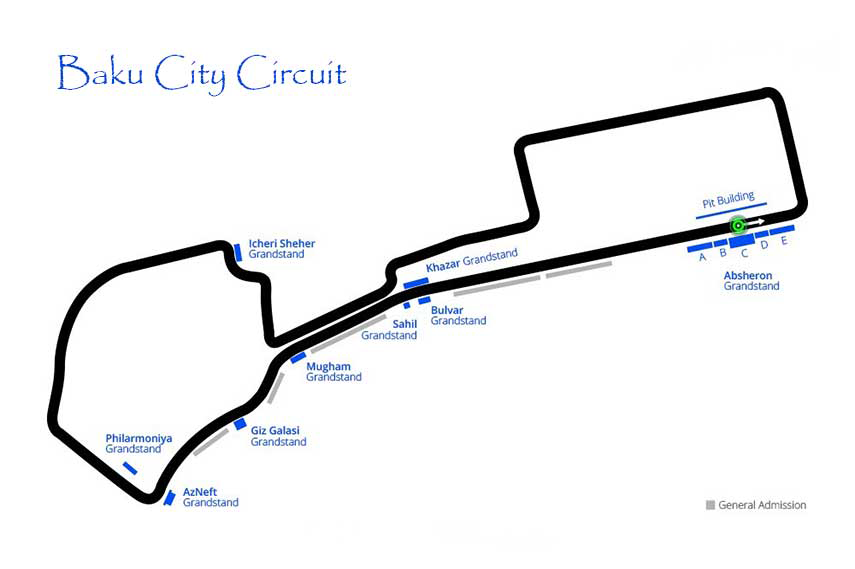 Baku City Circuit
Pit Building
A B C D E
Absheron
Grandstand
Icheri Sheher
Grandstand
Khazar Grandstand
Bulvar
Grandstand
Sahil
Grandstand
Mugham
Grandstand
Giz Galasi
Grandstand
Philarmoniya
Grandstand
AzNeft
Grandstand
General Admission